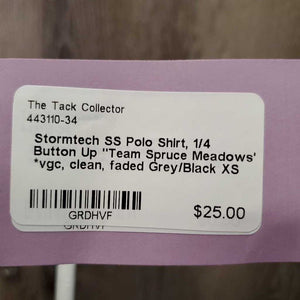 The Tack Collector
443110-34
Stormtech SS Polo Shirt, 1/4
Button Up "Team Spruce Meadows'
*vgc, clean, faded Grey/Black XS
GRDHVF
$25.00
GRDHVF